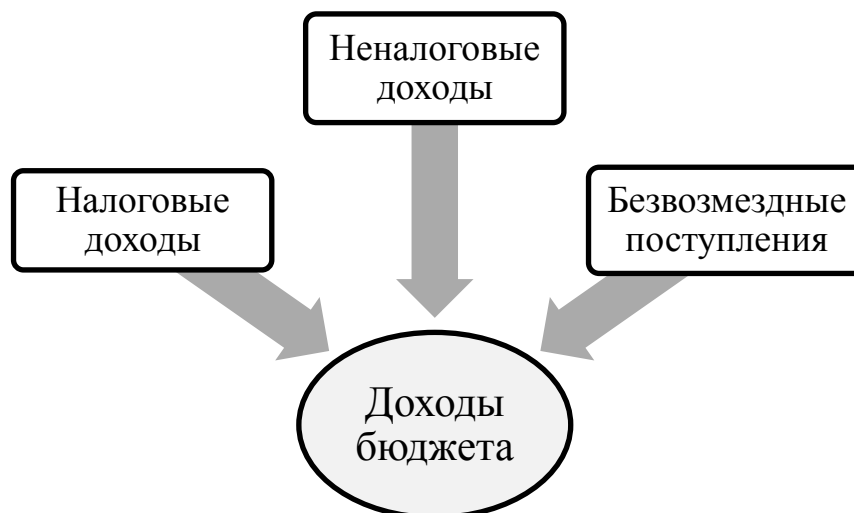 Неналоговые
доходы
Налоговые
доходы
Безвозмездные
поступления
Доходы
бюджета